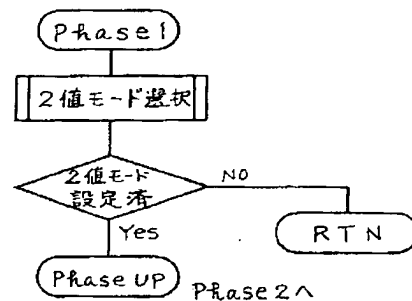 Phase1
2値モード選択
2値モード
設定済
NO
Yes
RTN
Phase UP
Phase2へ